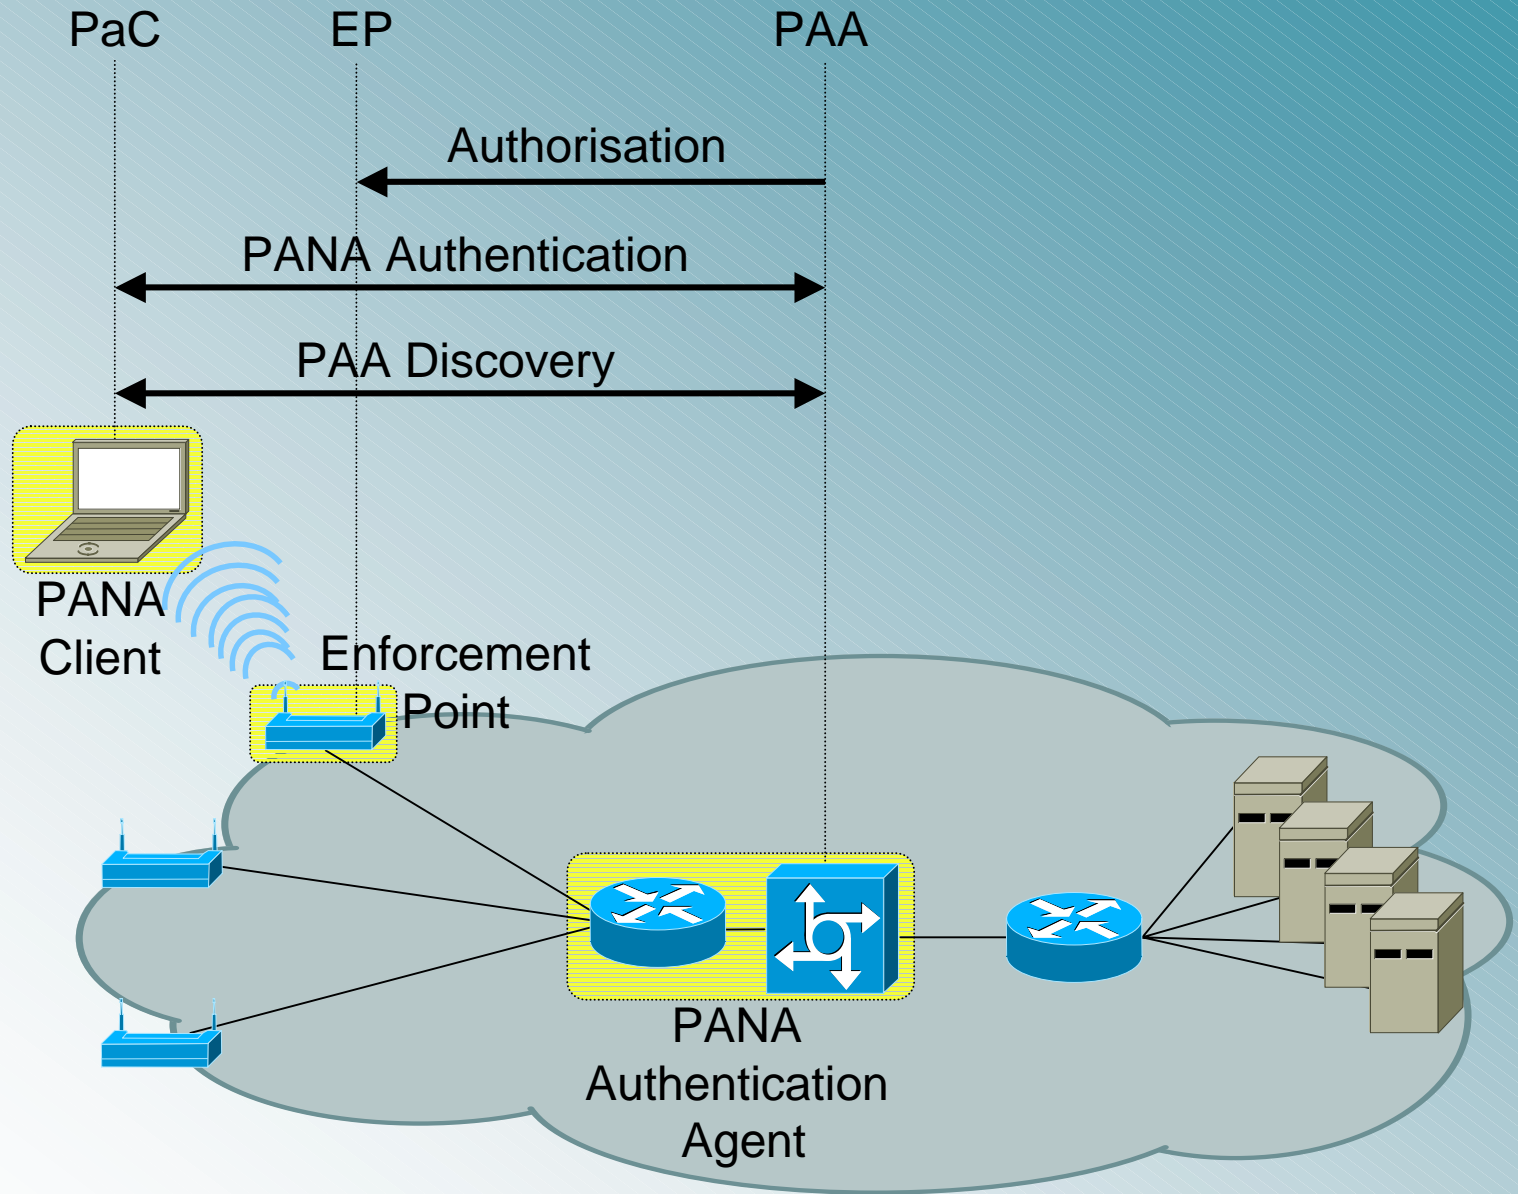 PaC
EP
PAA
Authorisation
PANA Authentication
PAA Discovery
PANA
Client
Enforcement
Point
PANA
Authentication
Agent